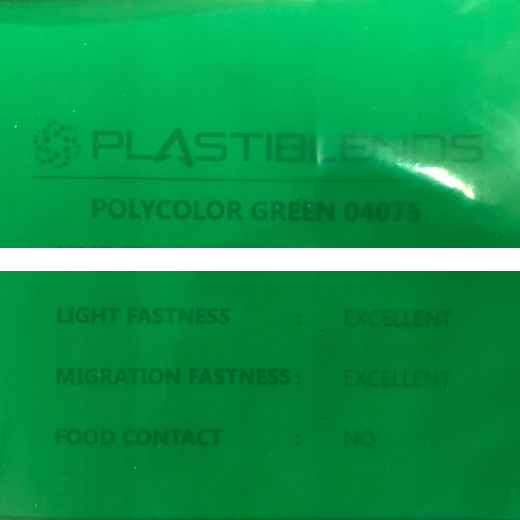 PLASTIBLENDS
POLYCOLOR GREEN 04075
LIGHT FASTNESS : EXCELLENT
MIGRATION FASTNESS : EXCELLENT
FOOD CONTACT : NO